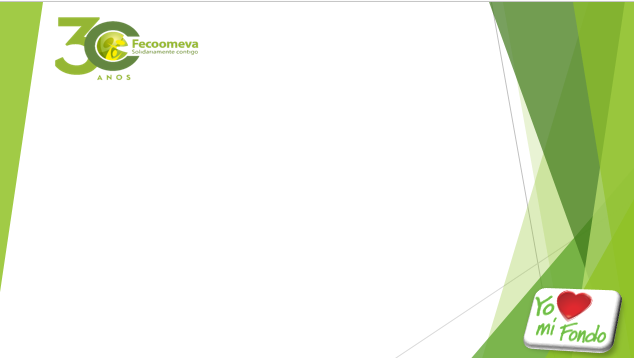 30
Fecoomeva
Solidariamente contigo
AÑOS
Yo
mi Fondo